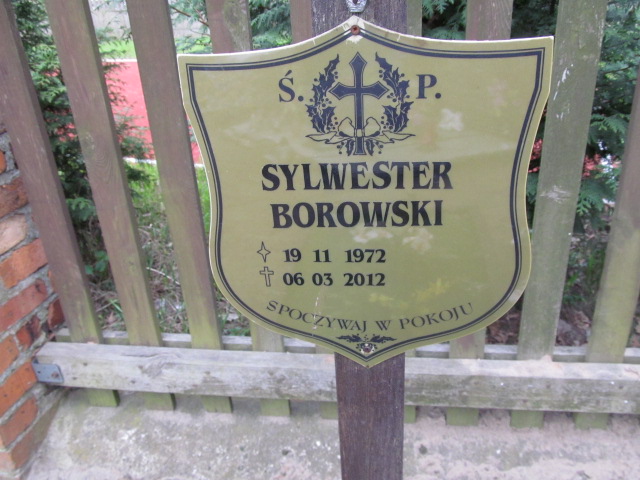 Ś. P.
SYLWESTER
BOROWSKI
19 11 1972
06 03 2012
SPOCZYWAJ W POKOJU